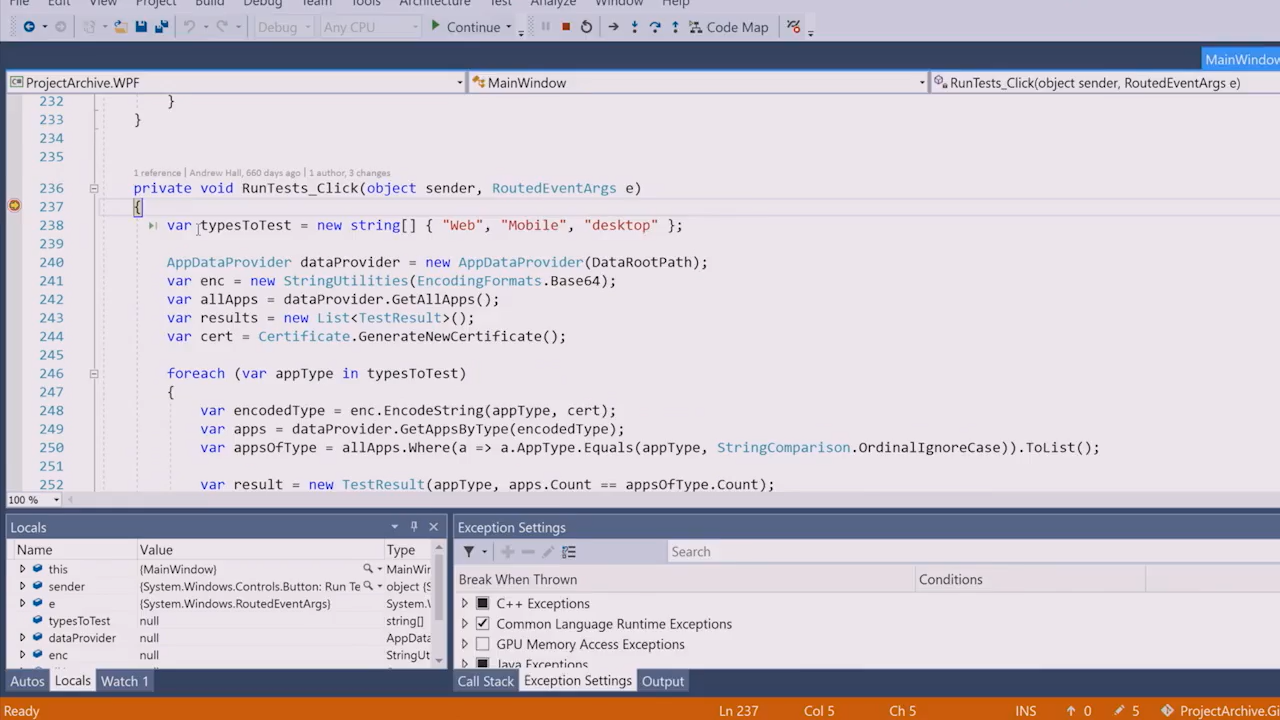 File Edit View Project Build Debug Team Tools Architecture Test Analyze Window Help
Debug Any CPU Continue Code Map
MainWindow
ProjectArchive.WPF MainWindow RunTests_Click(object sender, RoutedEventArgs e)
232 }
233 }
234
235
1 reference | Andrew Hall, 660 days ago | 1 author, 3 changes
236 private void RunTests_Click(object sender, RoutedEventArgs e)
237 {
238 var typesToTest = new string[] { "Web", "Mobile", "desktop" };
239
240 AppDataProvider dataProvider = new AppDataProvider(DataRootPath);
241 var enc = new StringUtilities(EncodingFormats.Base64);
242 var allApps = dataProvider.GetAllApps();
243 var results = new List<TestResult>();
244 var cert = Certificate.GenerateNewCertificate();
245
246 foreach (var appType in typesToTest)
247 {
248 var encodedType = enc.EncodeString(appType, cert);
249 var apps = dataProvider.GetAppsByType(encodedType);
250 var appsOfType = allApps.Where(a => a.AppType.Equals(appType, StringComparison.OrdinalIgnoreCase)).ToList();
251
252 var result = new TestResult(appType, apps.Count == appsOfType.Count);
100 %
Locals
Name Value Type
this {MainWindow} MainWin
sender {System.Windows.Controls.Button: Run Te object {S
e {System.Windows.RoutedEventArgs} System.W
typesToTest null string[]
dataProvider null AppData
enc null StringUt
Autos Locals Watch 1
Exception Settings
Search
Break When Thrown Conditions
C++ Exceptions
Common Language Runtime Exceptions
GPU Memory Access Exceptions
Java Exceptions
Call Stack Exception Settings Output
Ready Ln 237 Col 5 Ch 5 INS 0 5 ProjectArchive.Gi